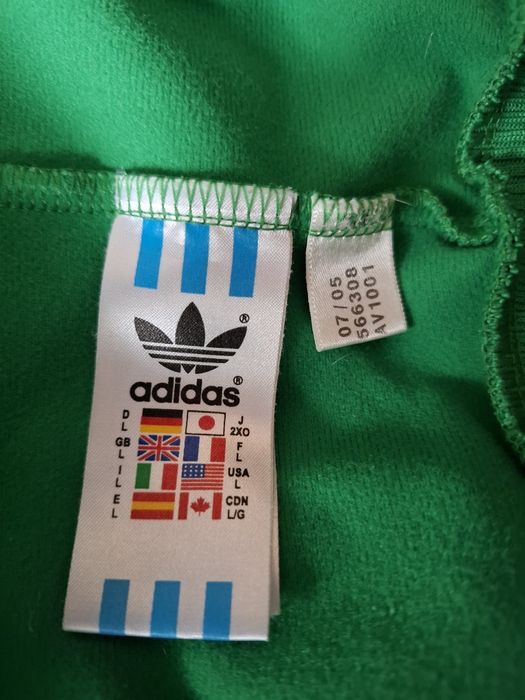 ®
adidas®
D L J 2XO
GB L F L
I L USA L
E L CDN L/G
07/05
566308
AV1001